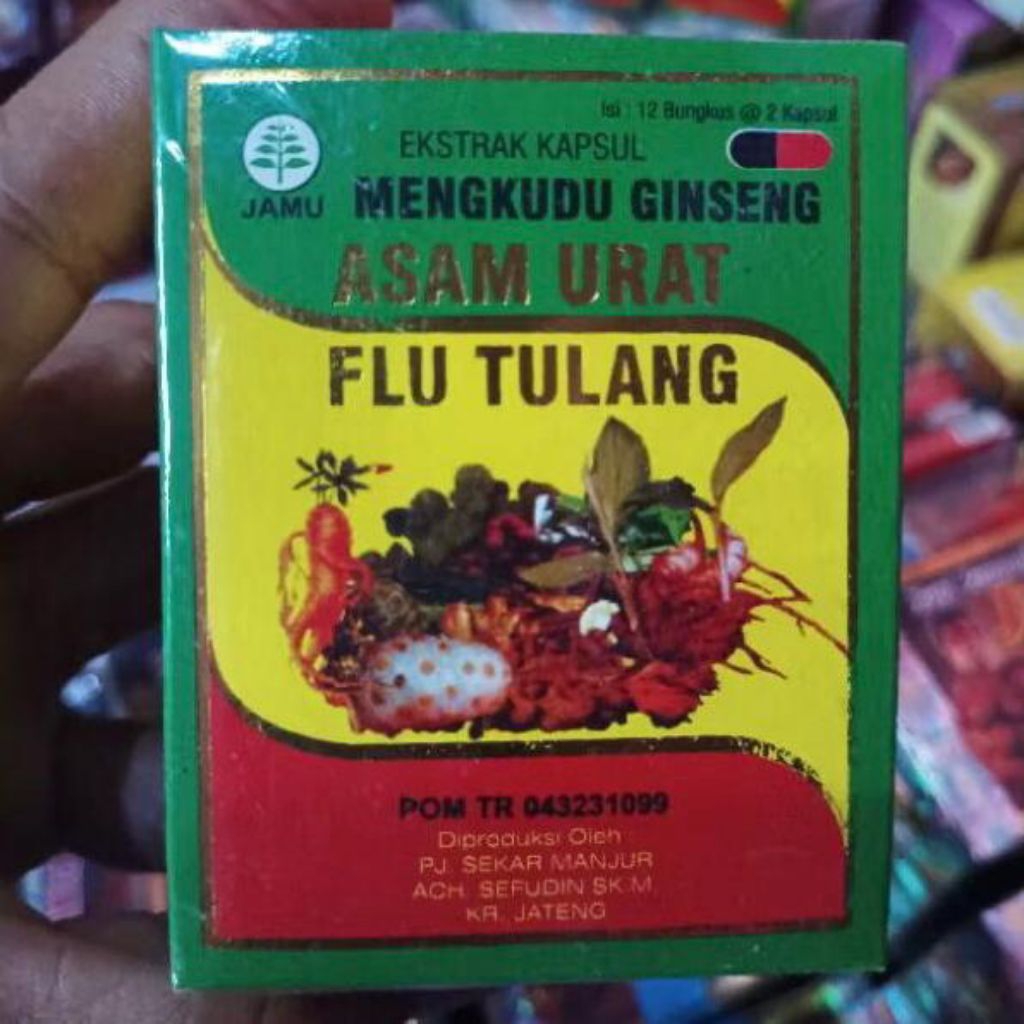 Isi : 12 Bungkus @ 2 Kapsul
EKSTRAK KAPSUL
JAMU
MENGKUDU GINSENG
ASAM URAT
FLU TULANG
POM TR 043231099
Diproduksi Oleh
PJ. SEKAR MANJUR
ACH. SEFUDIN SK.M
KR. JATENG